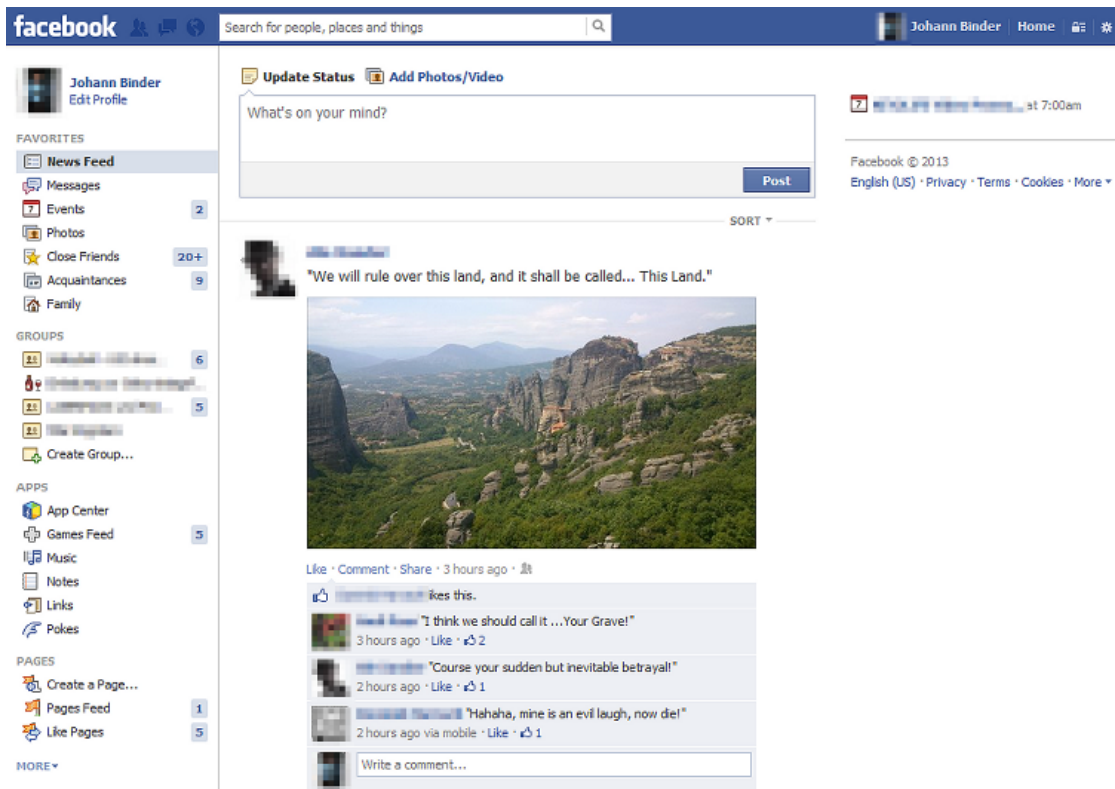 facebook
Search for people, places and things
Johann Binder Home
Johann Binder
Edit Profile
FAVORITES
News Feed
Messages
7 Events 2
Photos
Close Friends 20+
Acquaintances 9
Family
GROUPS
6
5
Create Group...
APPS
App Center
Games Feed 5
Music
Notes
Links
Pokes
PAGES
Create a Page...
Pages Feed 1
Like Pages 5
MORE
Update Status Add Photos/Video
What's on your mind?
Post
SORT
"We will rule over this land, and it shall be called... This Land."
Like · Comment · Share · 3 hours ago ·
likes this.
"I think we should call it ...Your Grave!"
3 hours ago · Like · 2
"Course your sudden but inevitable betrayal!"
2 hours ago · Like · 1
"Hahaha, mine is an evil laugh, now die!"
2 hours ago via mobile · Like · 1
Write a comment...
7 at 7:00am
Facebook © 2013
English (US) · Privacy · Terms · Cookies · More